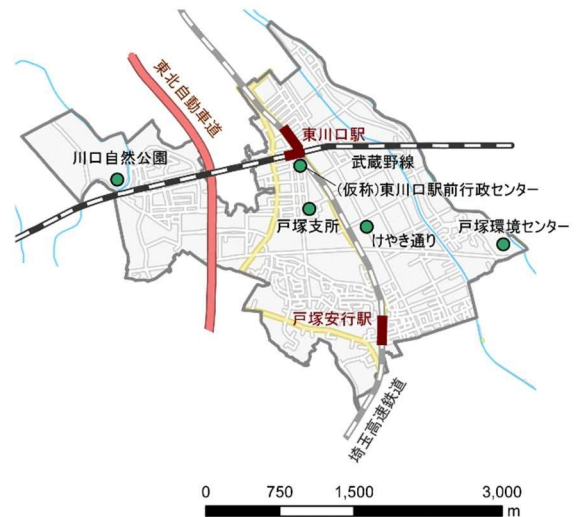 東北自動車道
東川口駅
川口自然公園
武蔵野線
(仮称)東川口駅前行政センター
戸塚支所
けやき通り
戸塚環境センター
戸塚安行駅
埼玉高速鉄道
0 750 1,500 3,000
m